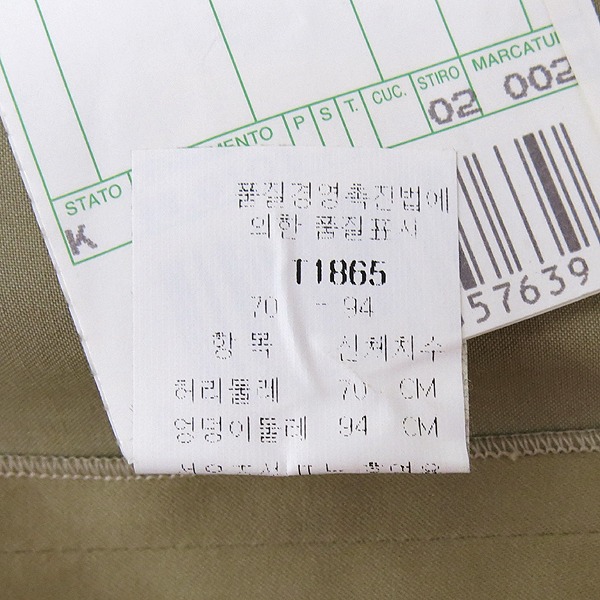 STIRO MARCATU
MENTO P S T. CUC. 02 002
STATO
K
57639
품질경영촉진법에
의한 품질표시
T1865
70 - 94
항 목 신체치수
허리둘레 70 CM
엉덩이둘레 94 CM